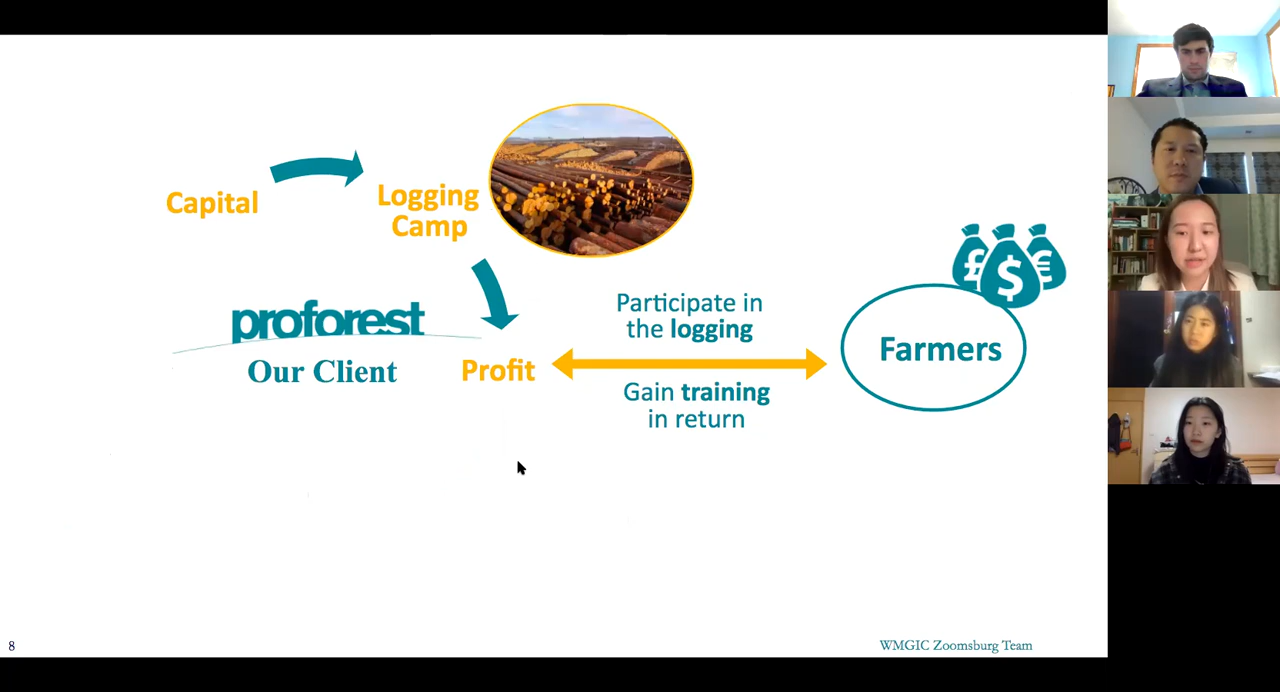 Capital
Logging
Camp
proforest
Our Client
Profit
Participate in
the logging
Gain training
in return
£ $ €
Farmers
8
WMGIC Zoomsburg Team